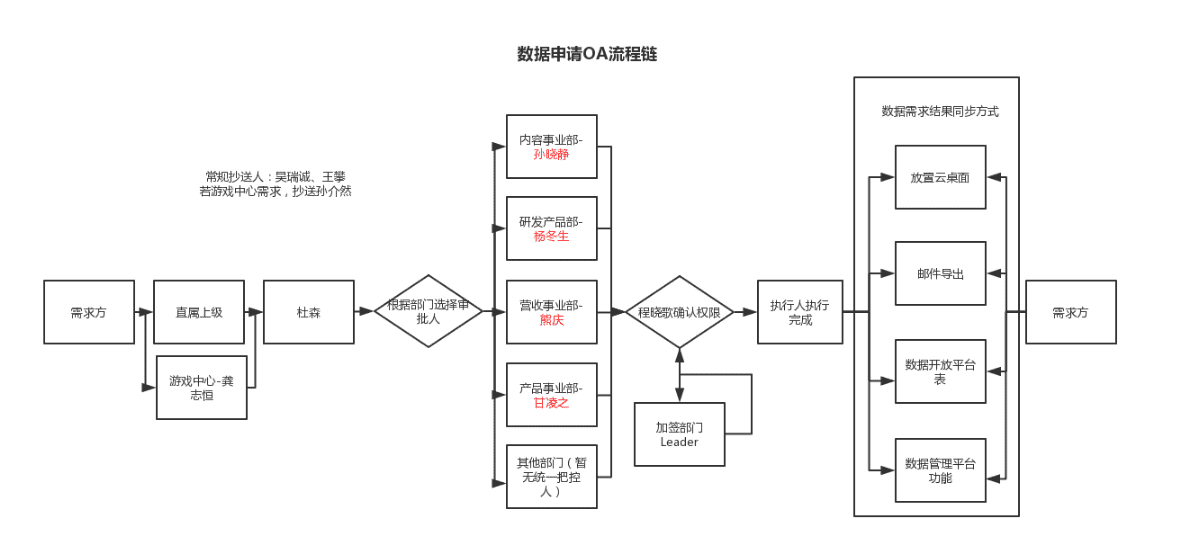 数据申请OA流程链
常规抄送人：吴瑞诚、王攀
若游戏中心需求，抄送孙介然
需求方
直属上级
游戏中心-龚
志恒
杜森
根据部门选择审
批人
内容事业部-
孙晓静
研发产品部-
杨冬生
营收事业部-
熊庆
产品事业部-
甘凌之
其他部门（暂
无统一把控
人）
程晓歌确认权限
加签部门
Leader
执行人执行
完成
数据需求结果同步方式
放置云桌面
邮件导出
数据开放平台
表
数据管理平台
功能
需求方